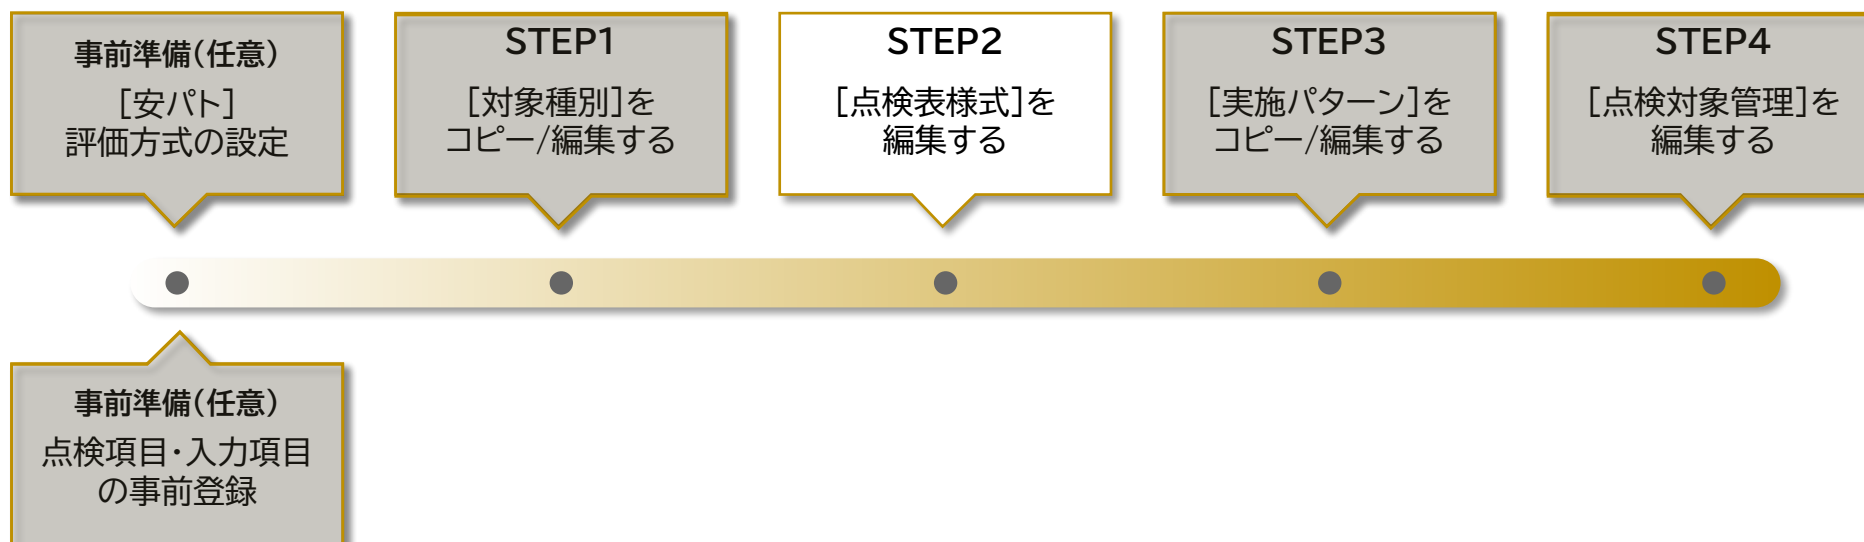 事前準備(任意)
[安パト]
評価方式の設定
STEP1
[対象種別]を
コピー/編集する
STEP2
[点検表様式]を
編集する
STEP3
[実施パターン]を
コピー/編集する
STEP4
[点検対象管理]を
編集する
事前準備(任意)
点検項目・入力項目
の事前登録